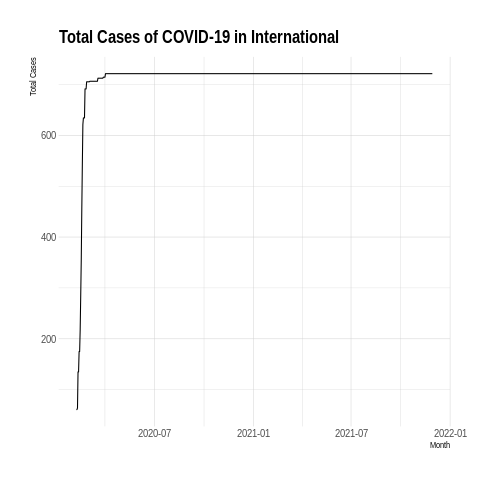 Total Cases of COVID-19 in International
Total Cases
600
400
200
2020-07 2021-01 2021-07 2022-01
Month